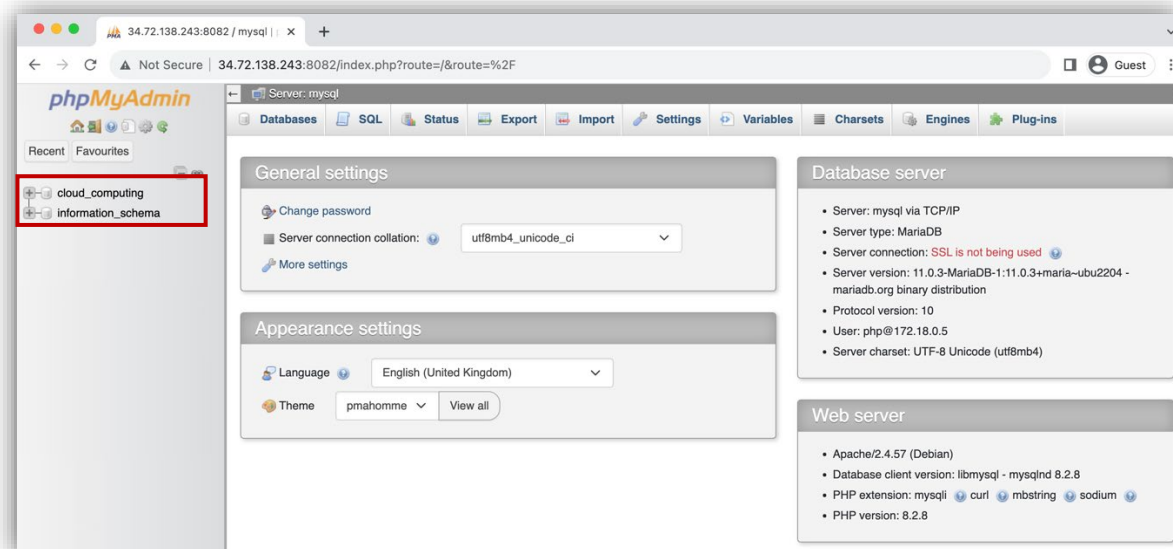 34.72.138.243:8082 / mysql |
Not Secure | 34.72.138.243:8082/index.php?route=/&route=%2F
Guest
phpMyAdmin
Recent Favourites
cloud_computing
information_schema
Server: mysql
Databases SQL Status Export Import Settings Variables Charsets Engines Plug-ins
General settings
Change password
Server connection collation: utf8mb4_unicode_ci
More settings
Appearance settings
Language English (United Kingdom)
Theme pmahomme View all
Database server
• Server: mysql via TCP/IP
• Server type: MariaDB
• Server connection: SSL is not being used
• Server version: 11.0.3-MariaDB-1:11.0.3+maria~ubu2204 -
mariadb.org binary distribution
• Protocol version: 10
• User: php@172.18.0.5
• Server charset: UTF-8 Unicode (utf8mb4)
Web server
• Apache/2.4.57 (Debian)
• Database client version: libmysql - mysqlnd 8.2.8
• PHP extension: mysqli curl mbstring sodium
• PHP version: 8.2.8